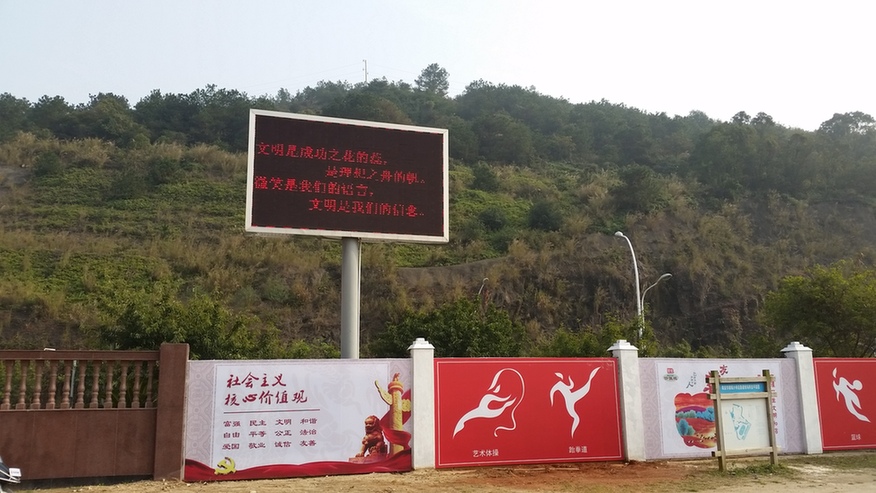 文明是成功之花的蕊，
是理想之舟的帆。
微笑是我们的语言，
文明是我们的信念。
社会主义
核心价值观
富强 民主 文明 和谐
自由 平等 公正 法治
爱国 敬业 诚信 友善
艺术体操
跆拳道
篮球